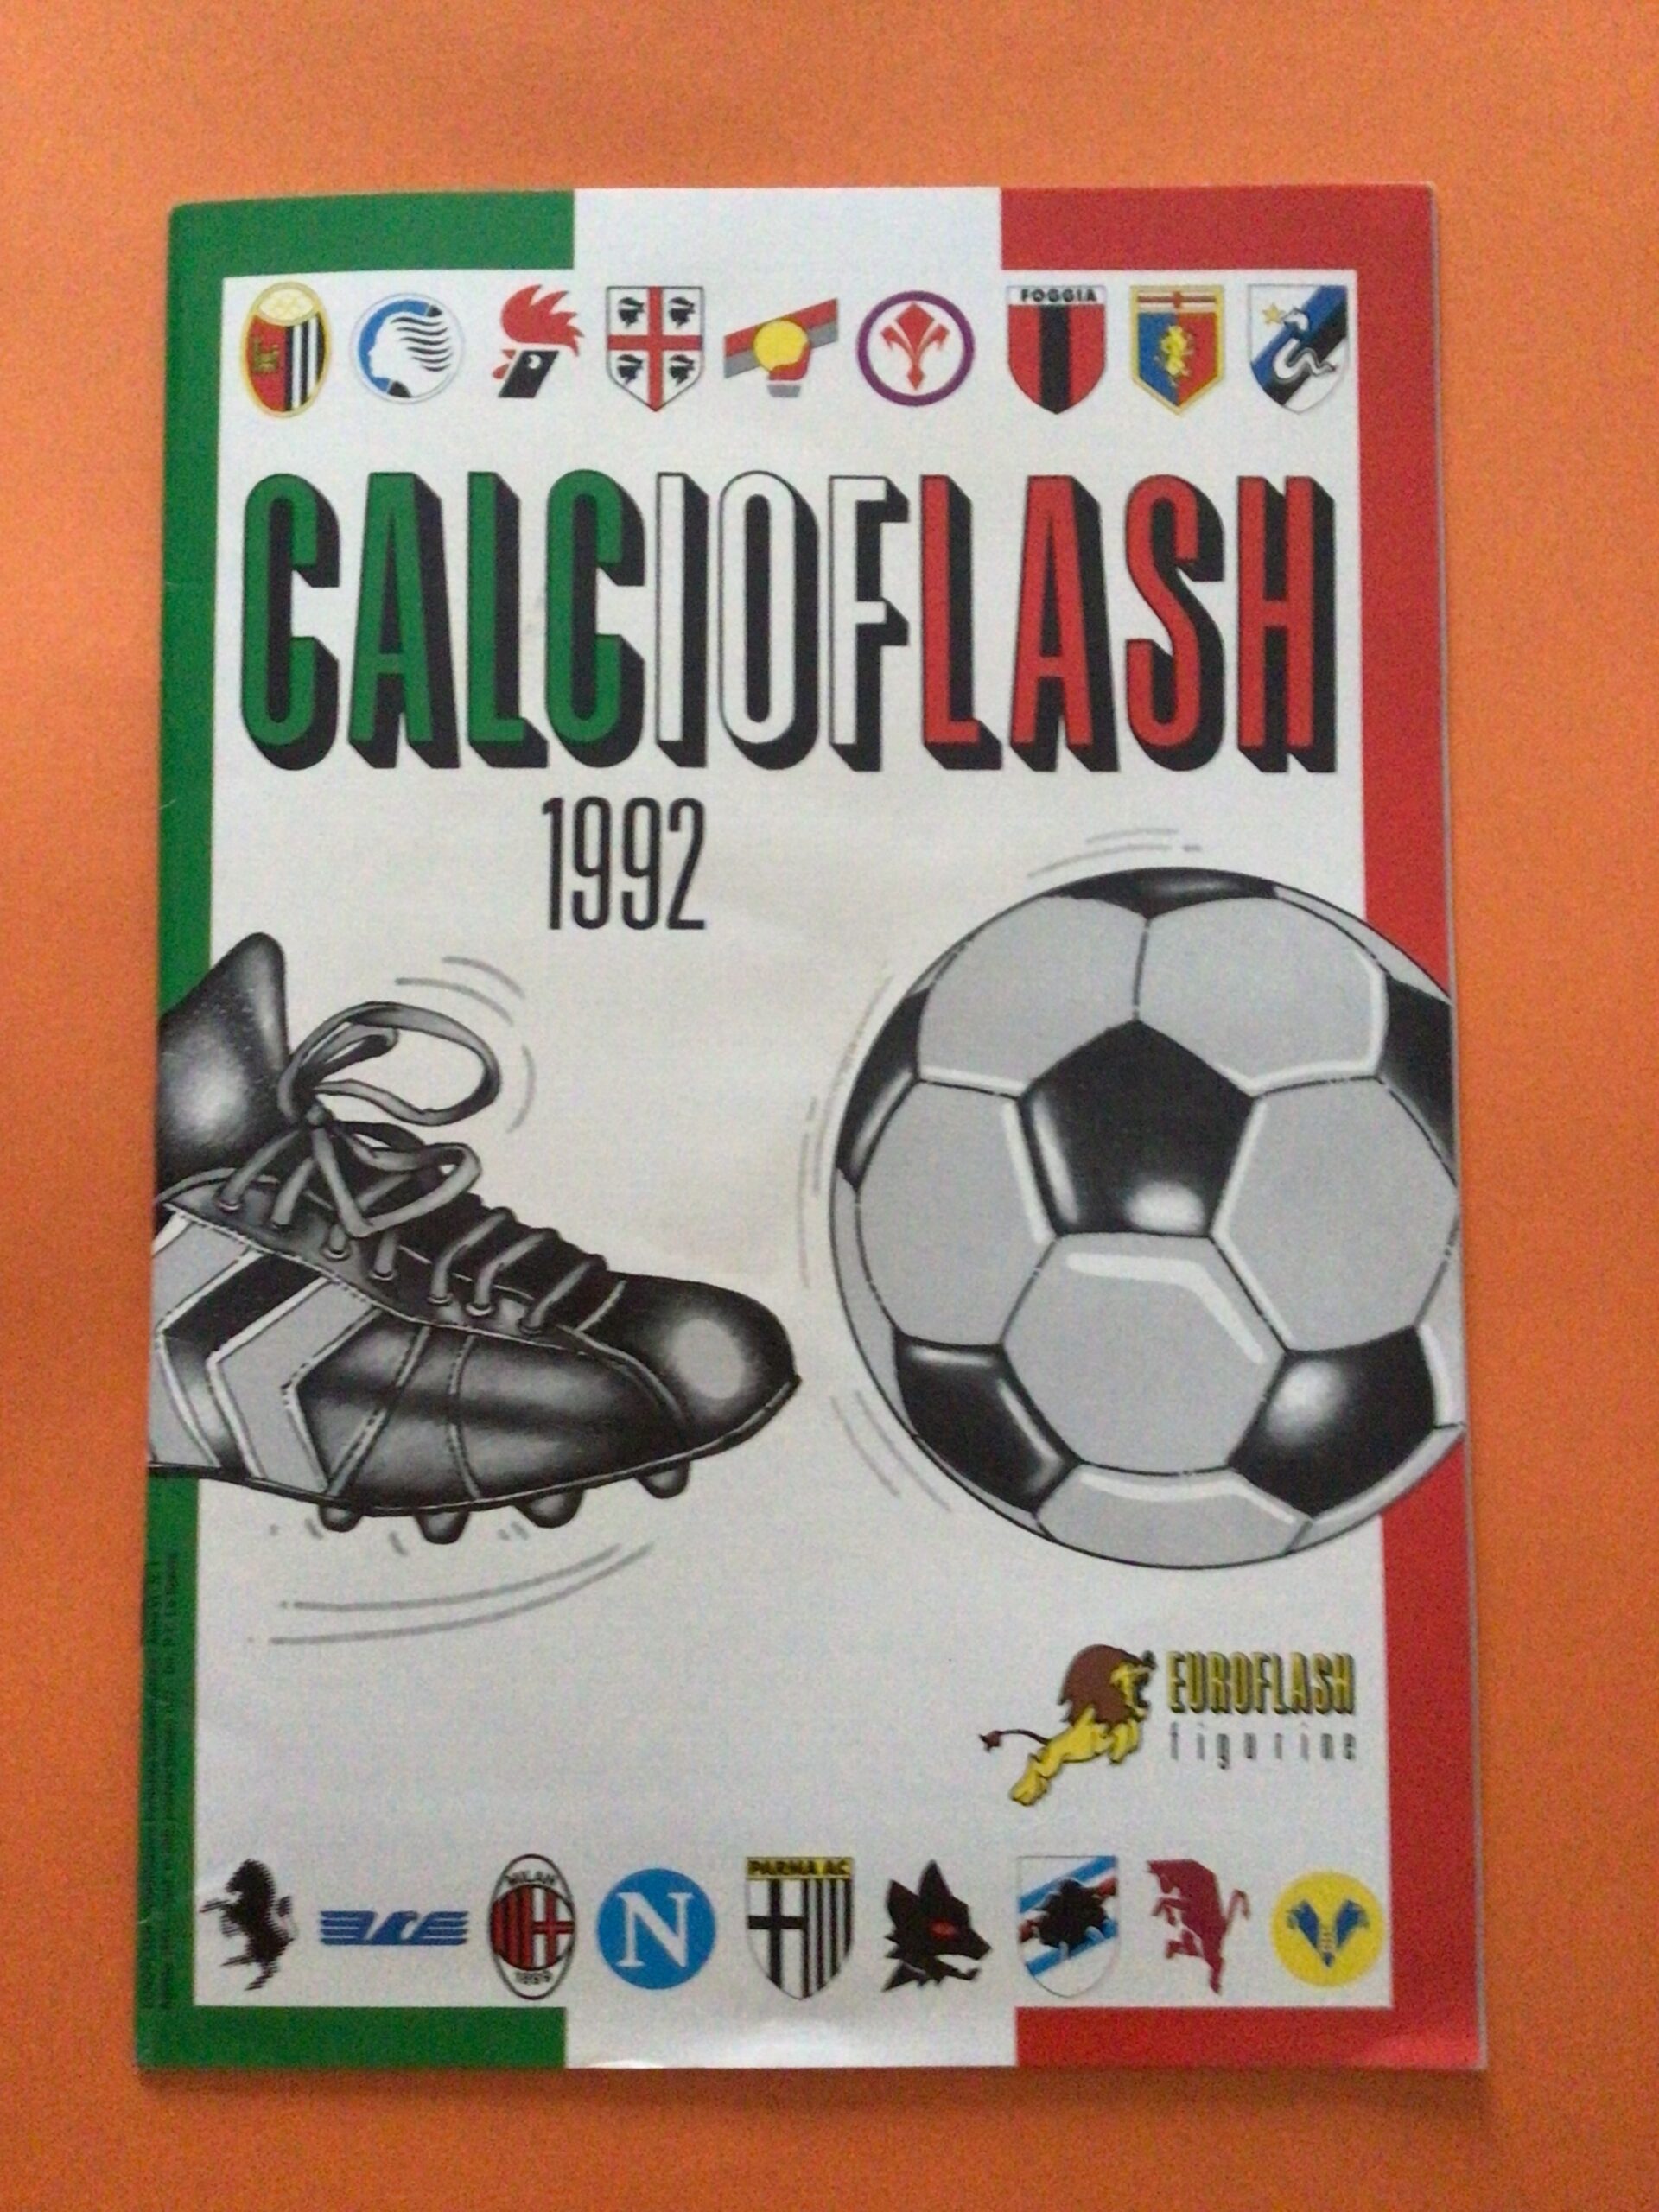 FOGGIA
CALCIOFLASH
1992
EUROFLASH
figurine
MILAN
1899
N
PARMA AC